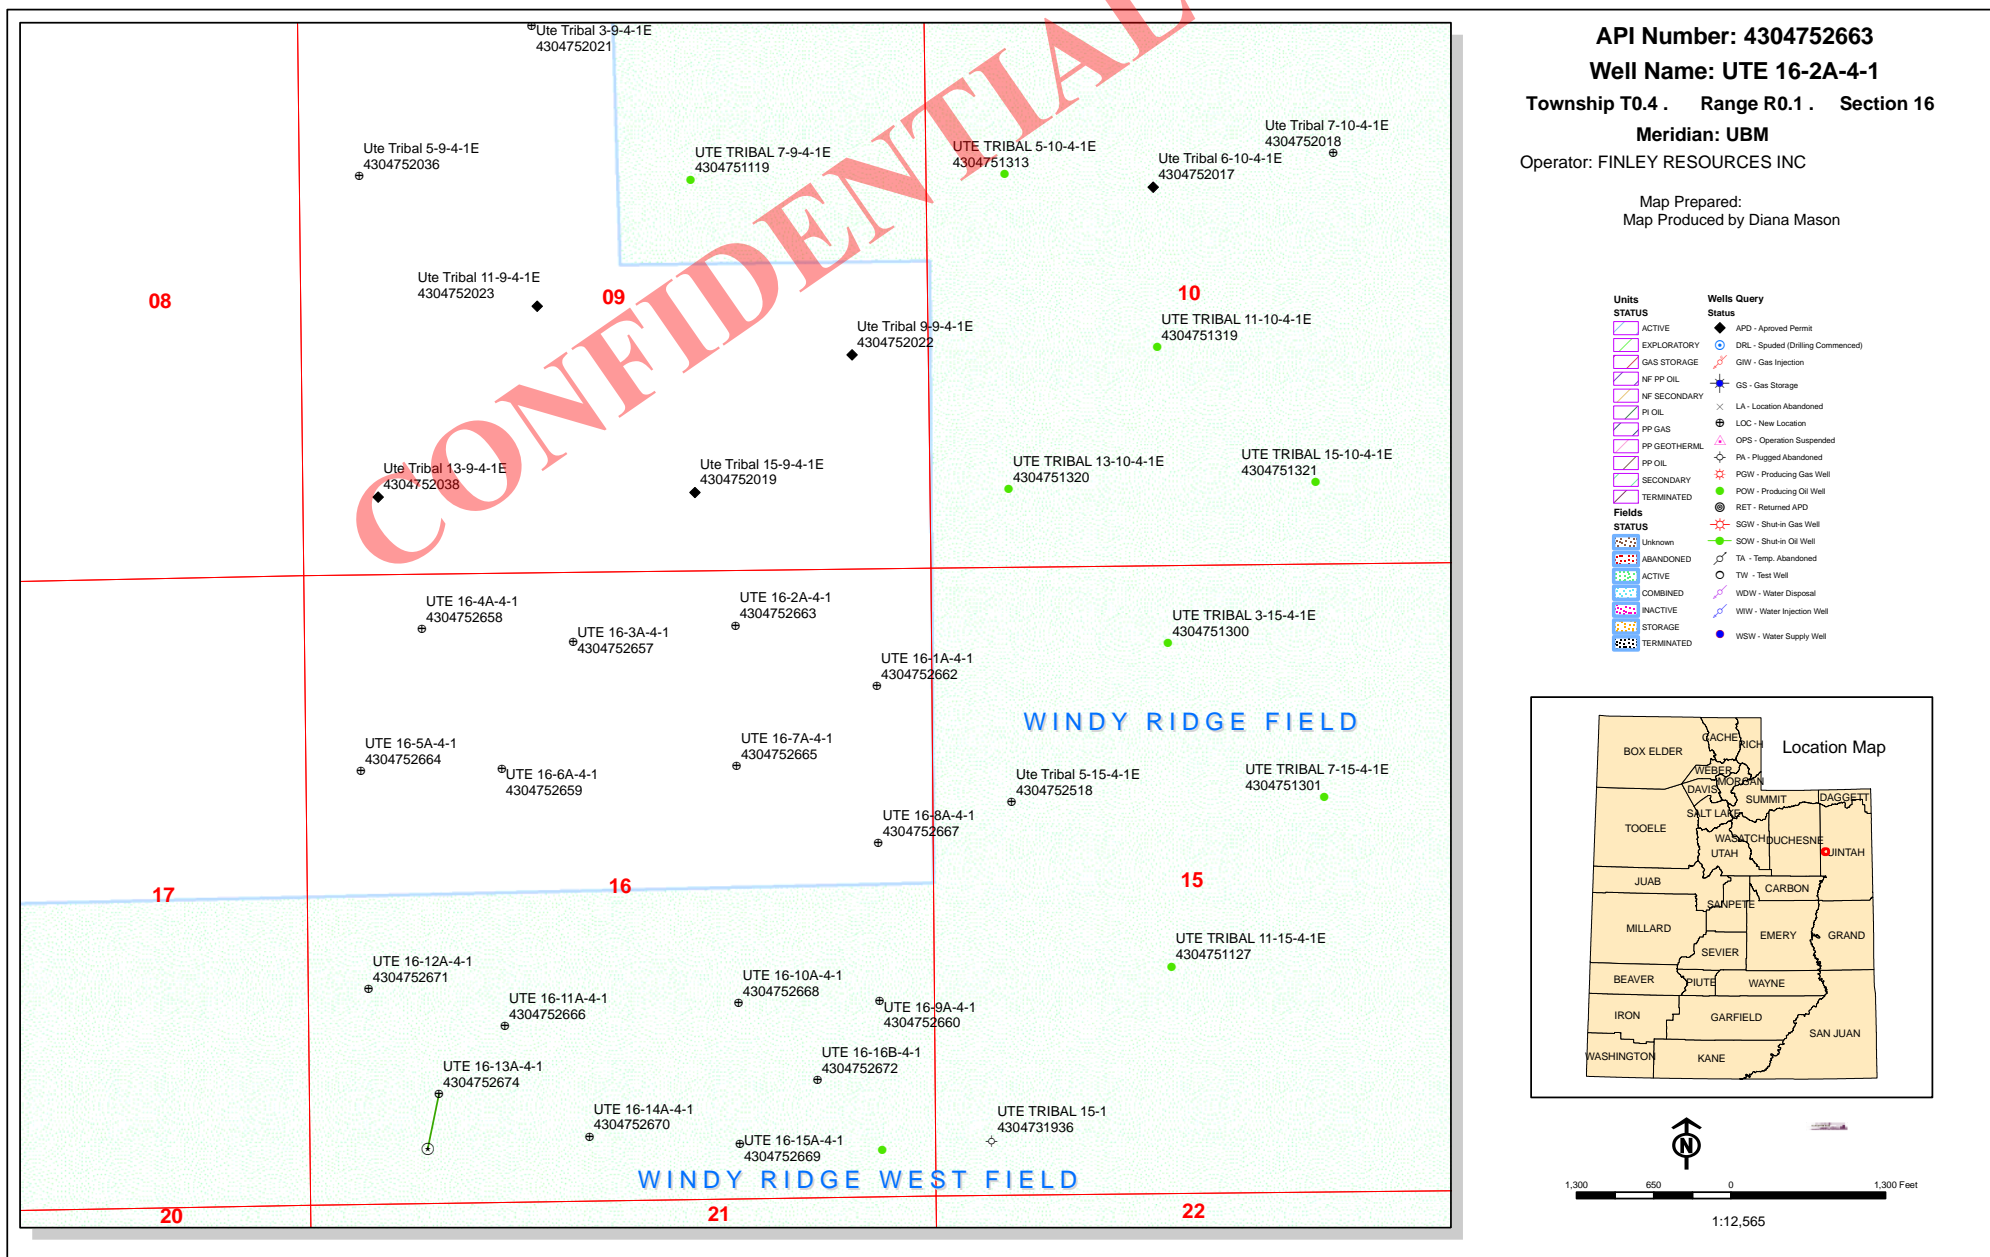 API Number: 4304752663
Well Name: UTE 16-2A-4-1
Township T0.4 . Range R0.1 . Section 16
Meridian: UBM
Operator: FINLEY RESOURCES INC
Map Prepared:
Map Produced by Diana Mason
CONFIDENTIAL
Ute Tribal 3-9-4-1E
4304752021
Ute Tribal 5-9-4-1E
4304752036
UTE TRIBAL 7-9-4-1E
4304751119
UTE TRIBAL 5-10-4-1E
4304751313
Ute Tribal 7-10-4-1E
4304752018
Ute Tribal 6-10-4-1E
4304752017
Ute Tribal 11-9-4-1E
4304752023
08
09
10
Ute Tribal 9-9-4-1E
4304752022
UTE TRIBAL 11-10-4-1E
4304751319
Ute Tribal 13-9-4-1E
4304752038
Ute Tribal 15-9-4-1E
4304752019
UTE TRIBAL 13-10-4-1E
4304751320
UTE TRIBAL 15-10-4-1E
4304751321
UTE 16-4A-4-1
4304752658
UTE 16-3A-4-1
4304752657
UTE 16-2A-4-1
4304752663
UTE 16-1A-4-1
4304752662
UTE TRIBAL 3-15-4-1E
4304751300
WINDY RIDGE FIELD
UTE 16-5A-4-1
4304752664
UTE 16-6A-4-1
4304752659
UTE 16-7A-4-1
4304752665
UTE 16-8A-4-1
4304752667
Ute Tribal 5-15-4-1E
4304752518
UTE TRIBAL 7-15-4-1E
4304751301
17
16
15
UTE 16-12A-4-1
4304752671
UTE 16-11A-4-1
4304752666
UTE 16-10A-4-1
4304752668
UTE 16-9A-4-1
4304752660
UTE TRIBAL 11-15-4-1E
4304751127
UTE 16-13A-4-1
4304752674
UTE 16-16B-4-1
4304752672
UTE 16-14A-4-1
4304752670
UTE 16-15A-4-1
4304752669
UTE TRIBAL 15-1
4304731936
WINDY RIDGE WEST FIELD
20
21
22
Units
STATUS
ACTIVE
EXPLORATORY
GAS STORAGE
NF PP OIL
NF SECONDARY
PI OIL
PP GAS
PP GEOTHERML
PP OIL
SECONDARY
TERMINATED
Fields
STATUS
Unknown
ABANDONED
ACTIVE
COMBINED
INACTIVE
STORAGE
TERMINATED
Wells Query
Status
APD - Aproved Permit
DRL - Spuded (Drilling Commenced)
GIW - Gas Injection
GS - Gas Storage
LA - Location Abandoned
LOC - New Location
OPS - Operation Suspended
PA - Plugged Abandoned
PGW - Producing Gas Well
POW - Producing Oil Well
RET - Returned APD
SGW - Shut-in Gas Well
SOW - Shut-in Oil Well
TA - Temp. Abandoned
TW - Test Well
WDW - Water Disposal
WIW - Water Injection Well
WSW - Water Supply Well
Location Map
BOX ELDER
CACHE
RICH
WEBER
MORGAN
DAVIS
SUMMIT
DAGGETT
SALT LAKE
TOOELE
WASATCH
DUCHESNE
UTAH
UINTAH
JUAB
CARBON
SANPETE
MILLARD
EMERY
GRAND
SEVIER
BEAVER
PIUTE
WAYNE
IRON
GARFIELD
SAN JUAN
WASHINGTON
KANE
N
1,300 650 0 1,300 Feet
1:12,565